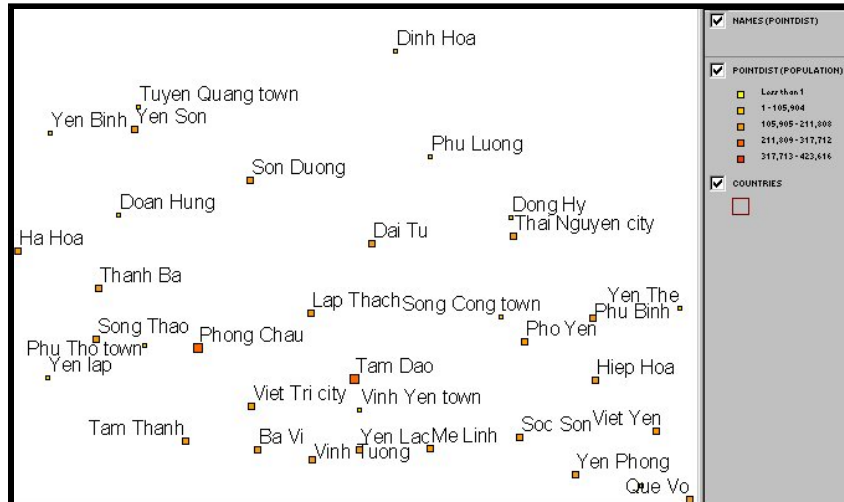 Dinh Hoa
Tuyen Quang town
Yen Binh
Yen Son
Phu Luong
Son Duong
Doan Hung
Dong Hy
Thai Nguyen city
Ha Hoa
Dai Tu
Thanh Ba
Lap Thach
Song Cong town
Yen The
Phu Binh
Song Thao
Phong Chau
Pho Yen
Phu Tho town
Yen lap
Tam Dao
Hiep Hoa
Viet Tri city
Vinh Yen town
Tam Thanh
Ba Vi
Vinh Tuong
Yen Lac
Me Linh
Soc Son
Viet Yen
Yen Phong
Que Vo
NAMES (POINTDIST)
POINTDIST (POPULATION)
Less than 1
1 - 105,904
105,905 - 211,808
211,809 - 317,712
317,713 - 423,616
COUNTRIES